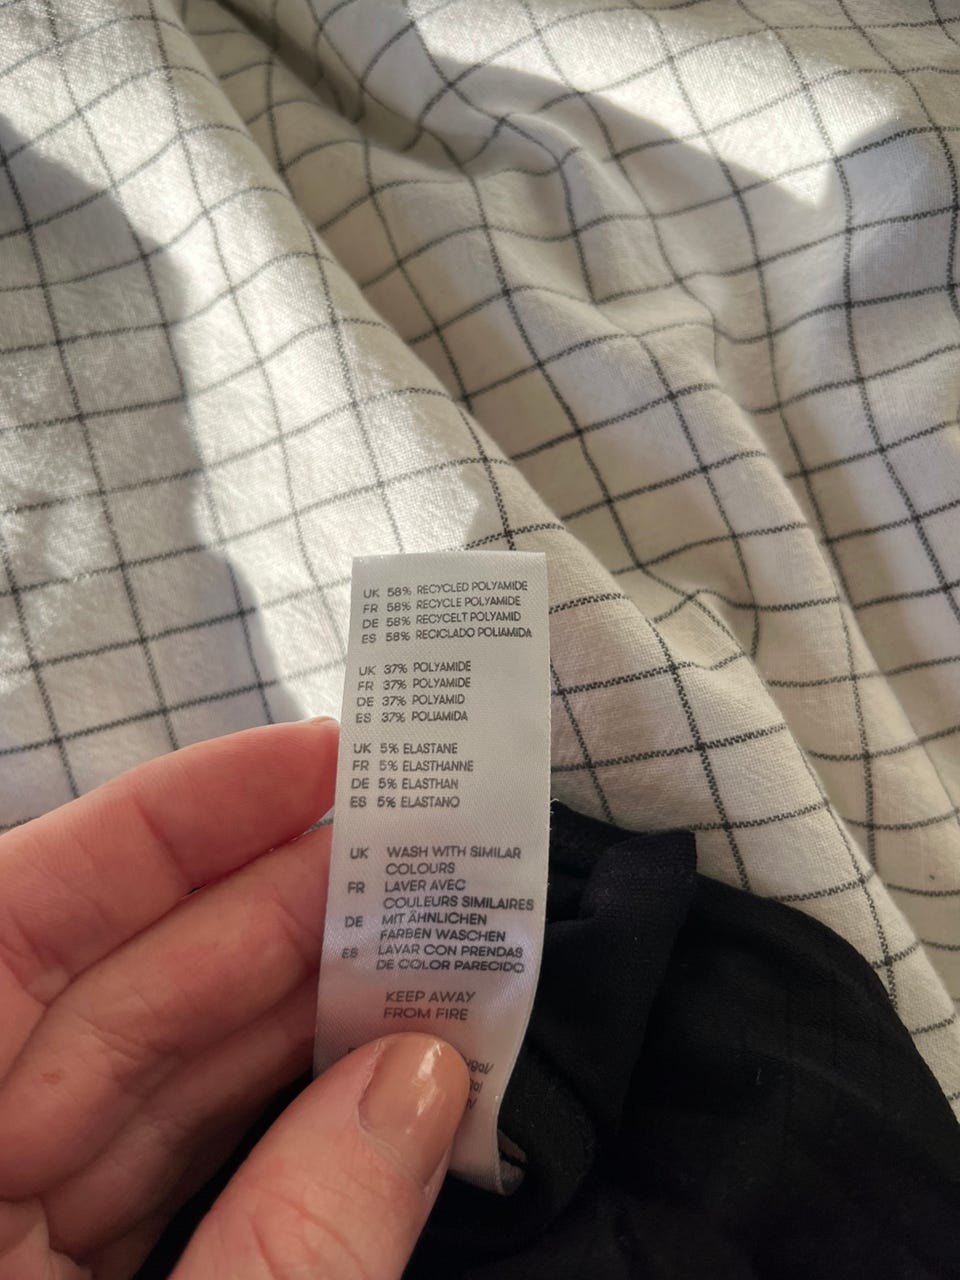 UK 58% RECYCLED POLYAMIDE
FR 58% RECYCLE POLYAMIDE
DE 58% RECYCELT POLYAMID
ES 58% RECICLADO POLIAMIDA
UK 37% POLYAMIDE
FR 37% POLYAMIDE
DE 37% POLYAMID
ES 37% POLIAMIDA
UK 5% ELASTANE
FR 5% ELASTHANNE
DE 5% ELASTHAN
ES 5% ELASTANO
UK WASH WITH SIMILAR
COLOURS
FR LAVER AVEC
COULEURS SIMILAIRES
DE MIT ÄHNLICHEN
FARBEN WASCHEN
ES LAVAR CON PRENDAS
DE COLOR PARECIDO
KEEP AWAY
FROM FIRE